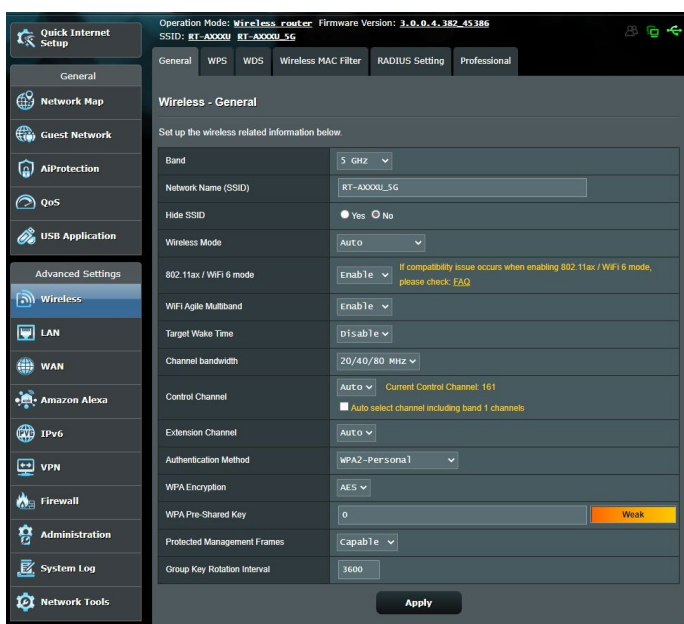 Quick Internet
Setup
Operation Mode: Wireless router Firmware Version: 3.0.0.4.382_45386
SSID: RT-AXXXU RT-AXXXU_5G
General WPS WDS Wireless MAC Filter RADIUS Setting Professional
General
Network Map
Guest Network
AiProtection
QoS
USB Application
Advanced Settings
Wireless
LAN
WAN
Amazon Alexa
IPv6
VPN
Firewall
Administration
System Log
Network Tools
Wireless - General
Set up the wireless related information below.
Band 5 GHz
Network Name (SSID) RT-AXXXU_5G
Hide SSID Yes No
Wireless Mode Auto
802.11ax / WiFi 6 mode Enable If compatibility issue occurs when enabling 802.11ax / WiFi 6 mode,
please check: FAQ
WiFi Agile Multiband Enable
Target Wake Time Disable
Channel bandwidth 20/40/80 MHz
Control Channel Auto Current Control Channel: 161
Auto select channel including band 1 channels
Extension Channel Auto
Authentication Method WPA2-Personal
WPA Encryption AES
WPA Pre-Shared Key 0 Weak
Protected Management Frames Capable
Group Key Rotation Interval 3600
Apply